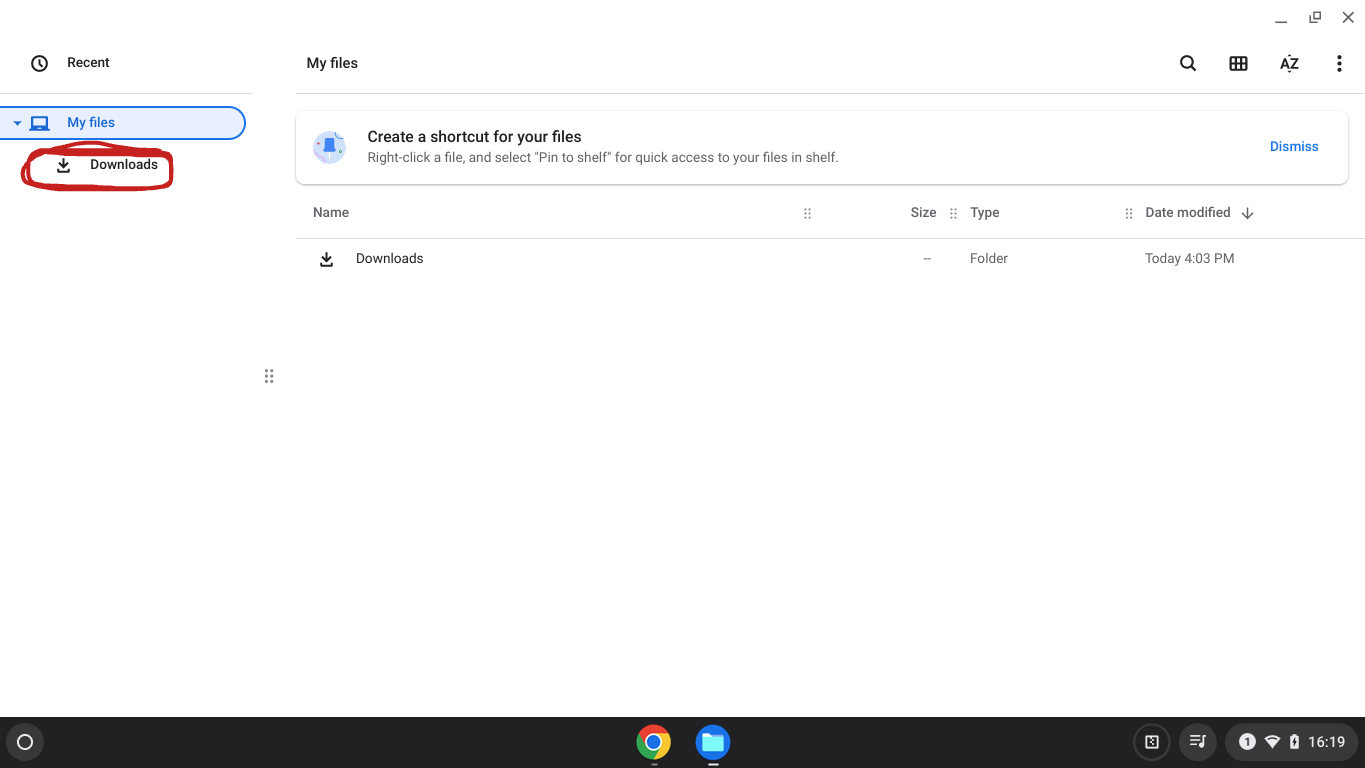 Recent
My files
My files
Downloads
Create a shortcut for your files
Right-click a file, and select "Pin to shelf" for quick access to your files in shelf.
Dismiss
Name Size Type Date modified
Downloads -- Folder Today 4:03 PM
AZ
1 16:19